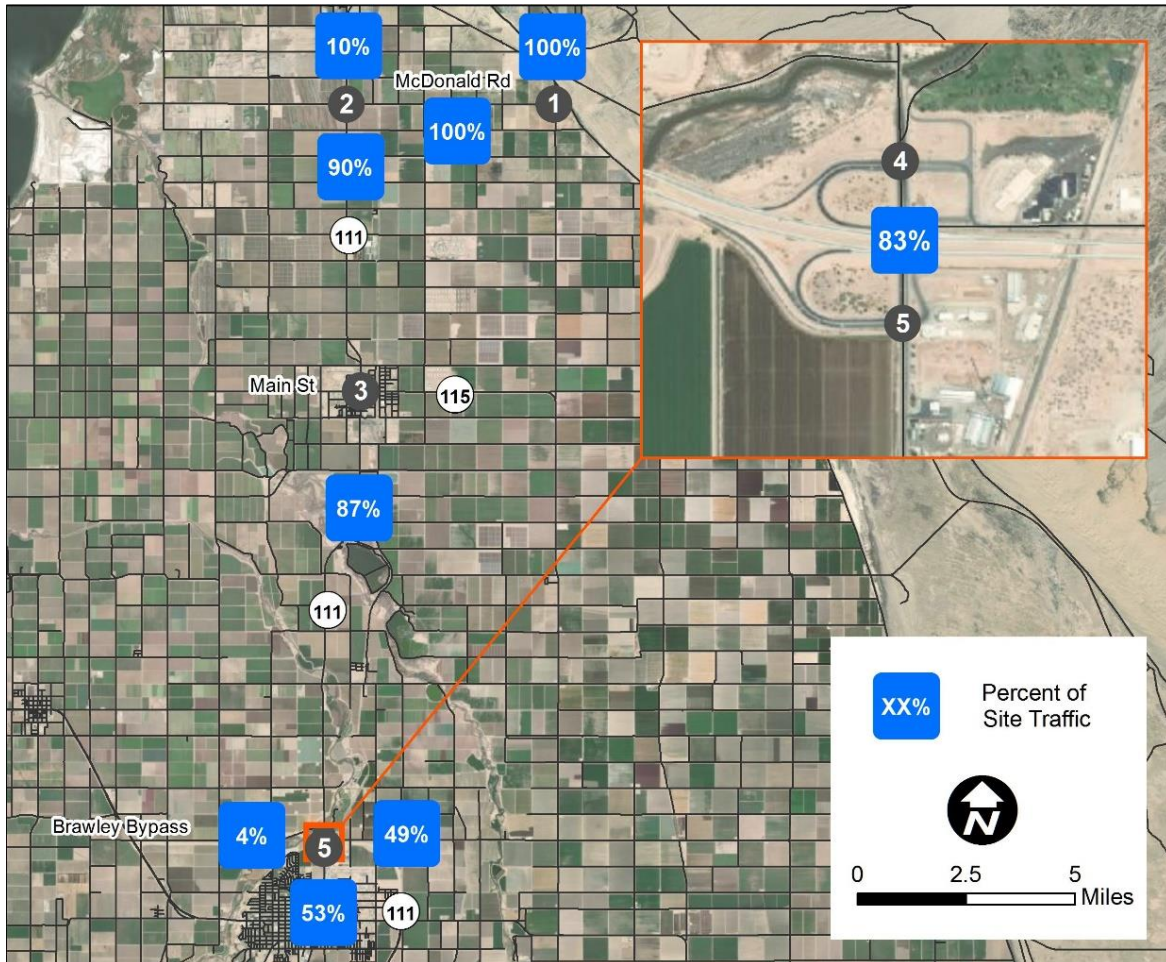 10%
100%
McDonald Rd
2
1
100%
90%
111
4
83%
5
Main St
3
115
87%
111
XX%
Percent of
Site Traffic
N
0
2.5
5
Miles
Brawley Bypass
4%
5
49%
53%
111